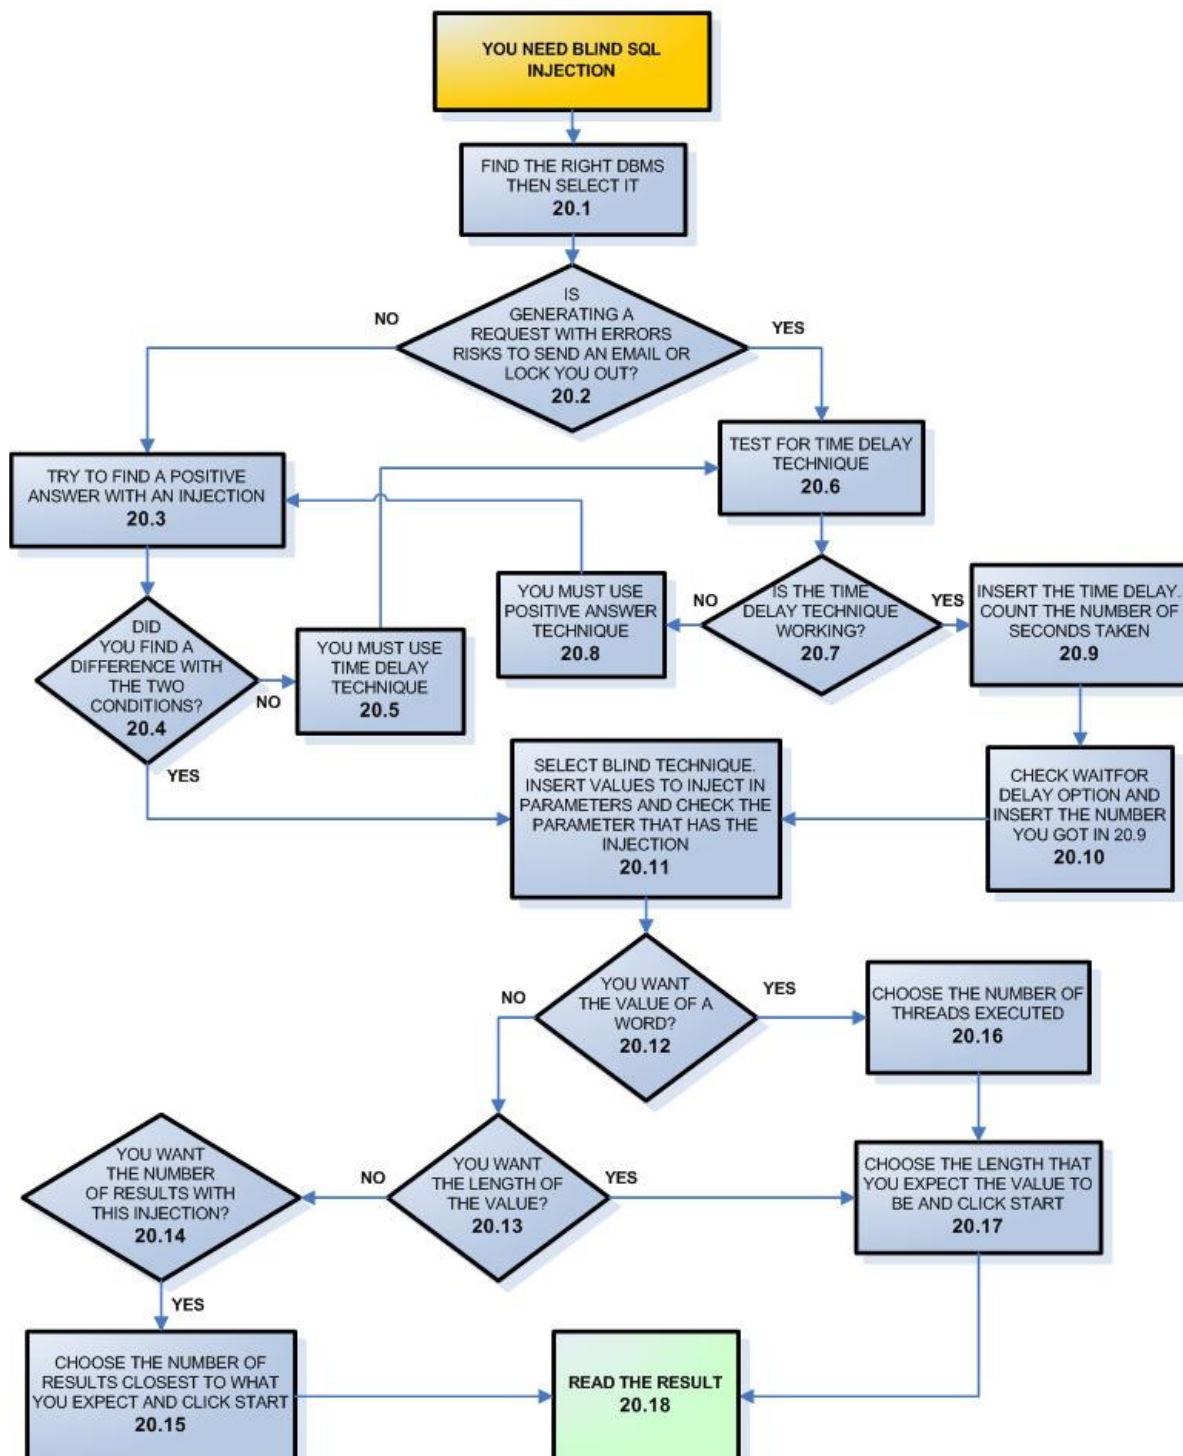 YOU NEED BLIND SQL
INJECTION
FIND THE RIGHT DBMS
THEN SELECT IT
20.1
IS
GENERATING A
REQUEST WITH ERRORS
RISKS TO SEND AN EMAIL OR
LOCK YOU OUT?
20.2
NO
YES
TRY TO FIND A POSITIVE
ANSWER WITH AN INJECTION
20.3
TEST FOR TIME DELAY
TECHNIQUE
20.6
DID
YOU FIND A
DIFFERENCE WITH
THE TWO
CONDITIONS?
20.4
NO
YES
YOU MUST USE
TIME DELAY
TECHNIQUE
20.5
YOU MUST USE
POSITIVE ANSWER
TECHNIQUE
20.8
NO
IS THE TIME
DELAY TECHNIQUE
WORKING?
20.7
YES
INSERT THE TIME DELAY.
COUNT THE NUMBER OF
SECONDS TAKEN
20.9
SELECT BLIND TECHNIQUE.
INSERT VALUES TO INJECT IN
PARAMETERS AND CHECK THE
PARAMETER THAT HAS THE
INJECTION
20.11
CHECK WAITFOR
DELAY OPTION AND
INSERT THE NUMBER
YOU GOT IN 20.9
20.10
NO
YOU WANT
THE VALUE OF A
WORD?
20.12
YES
CHOOSE THE NUMBER OF
THREADS EXECUTED
20.16
YOU WANT
THE NUMBER
OF RESULTS WITH
THIS INJECTION?
20.14
NO
YOU WANT
THE LENGTH OF
THE VALUE?
20.13
YES
CHOOSE THE LENGTH THAT
YOU EXPECT THE VALUE TO
BE AND CLICK START
20.17
YES
CHOOSE THE NUMBER OF
RESULTS CLOSEST TO WHAT
YOU EXPECT AND CLICK START
20.15
READ THE RESULT
20.18